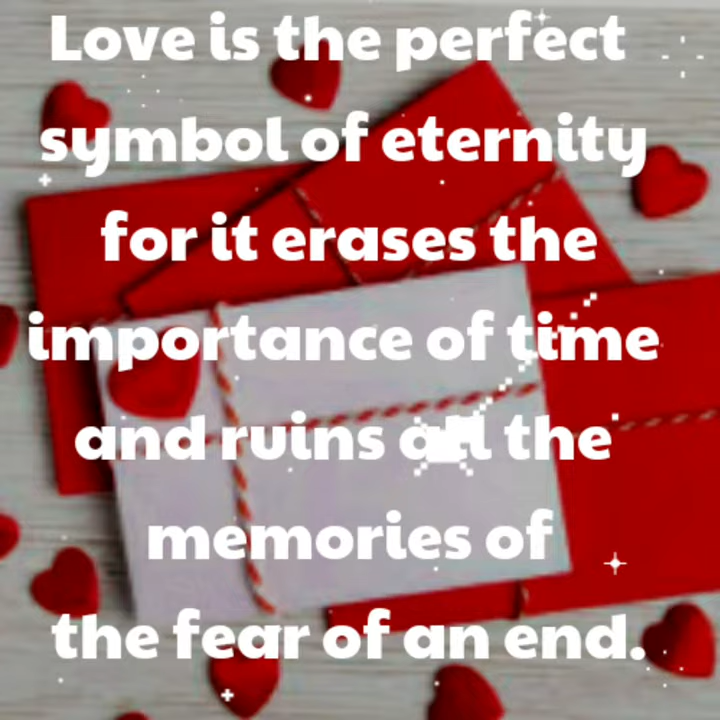 Love is the perfect
symbol of eternity
for it erases the
importance of time
and ruins all the
memories of
the fear of an end.